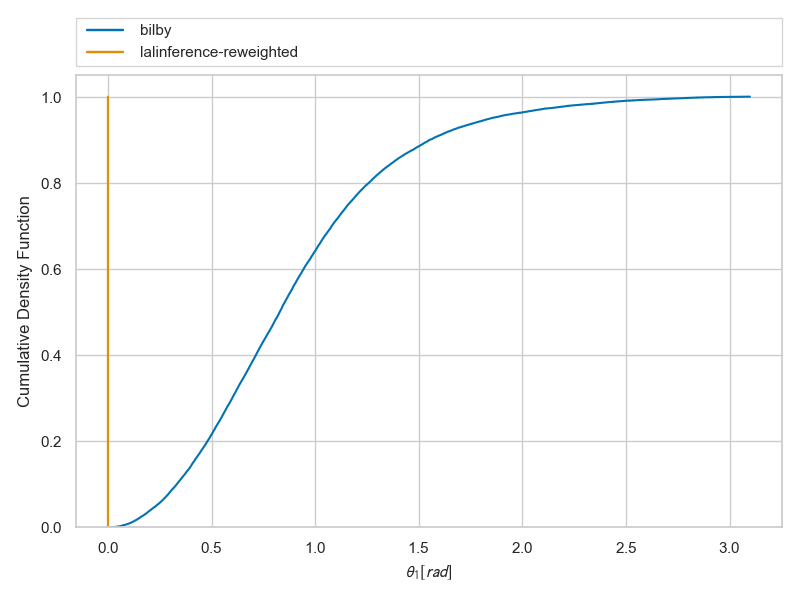 bilby
lalinference-reweighted
1.0
0.8
0.6
0.4
0.2
0.0
Cumulative Density Function
0.0 0.5 1.0 1.5 2.0 2.5 3.0
θ₁[rad]